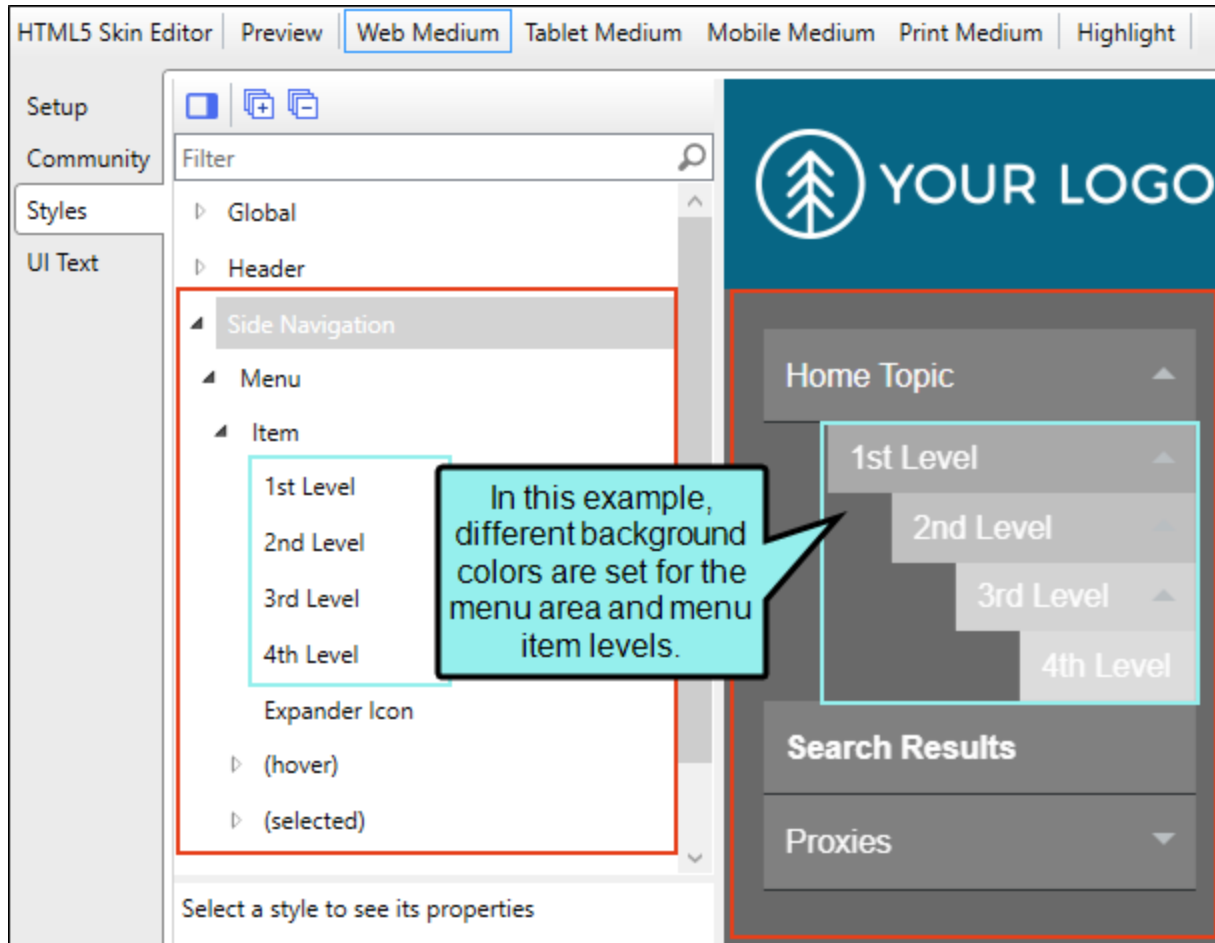 HTML5 Skin Editor Preview Web Medium Tablet Medium Mobile Medium Print Medium Highlight
Setup
Community
Styles
UI Text
Filter
Global
Header
Side Navigation
Menu
Item
1st Level
2nd Level
3rd Level
4th Level
Expander Icon
(hover)
(selected)
Select a style to see its properties
In this example,
different background
colors are set for the
menu area and menu
item levels.
YOUR LOGO
Home Topic
1st Level
2nd Level
3rd Level
4th Level
Search Results
Proxies